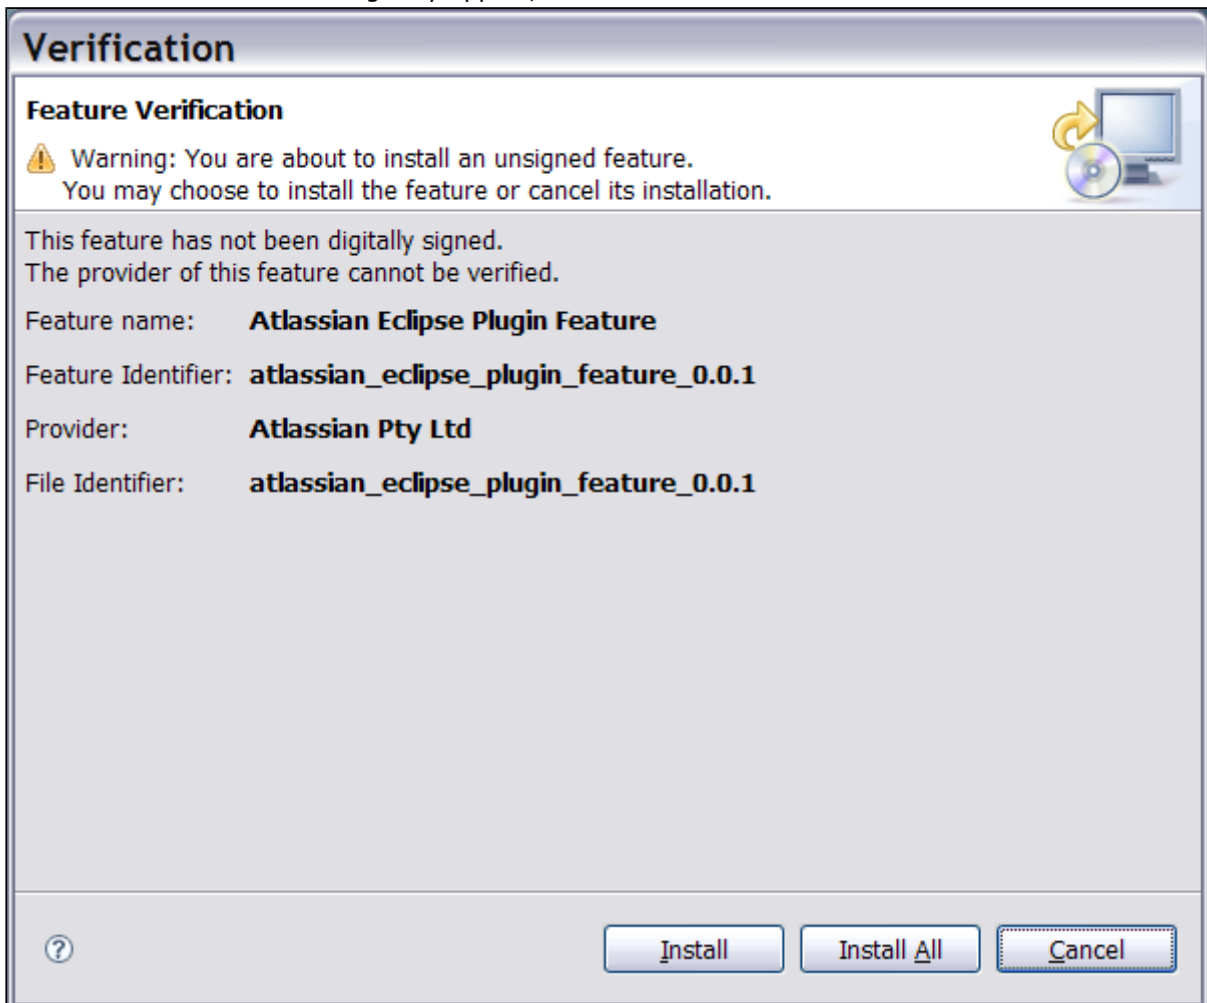 Verification
Feature Verification
Warning: You are about to install an unsigned feature.
You may choose to install the feature or cancel its installation.
This feature has not been digitally signed.
The provider of this feature cannot be verified.
Feature name: Atlassian Eclipse Plugin Feature
Feature Identifier: atlassian_eclipse_plugin_feature_0.0.1
Provider: Atlassian Pty Ltd
File Identifier: atlassian_eclipse_plugin_feature_0.0.1
? Install Install All Cancel